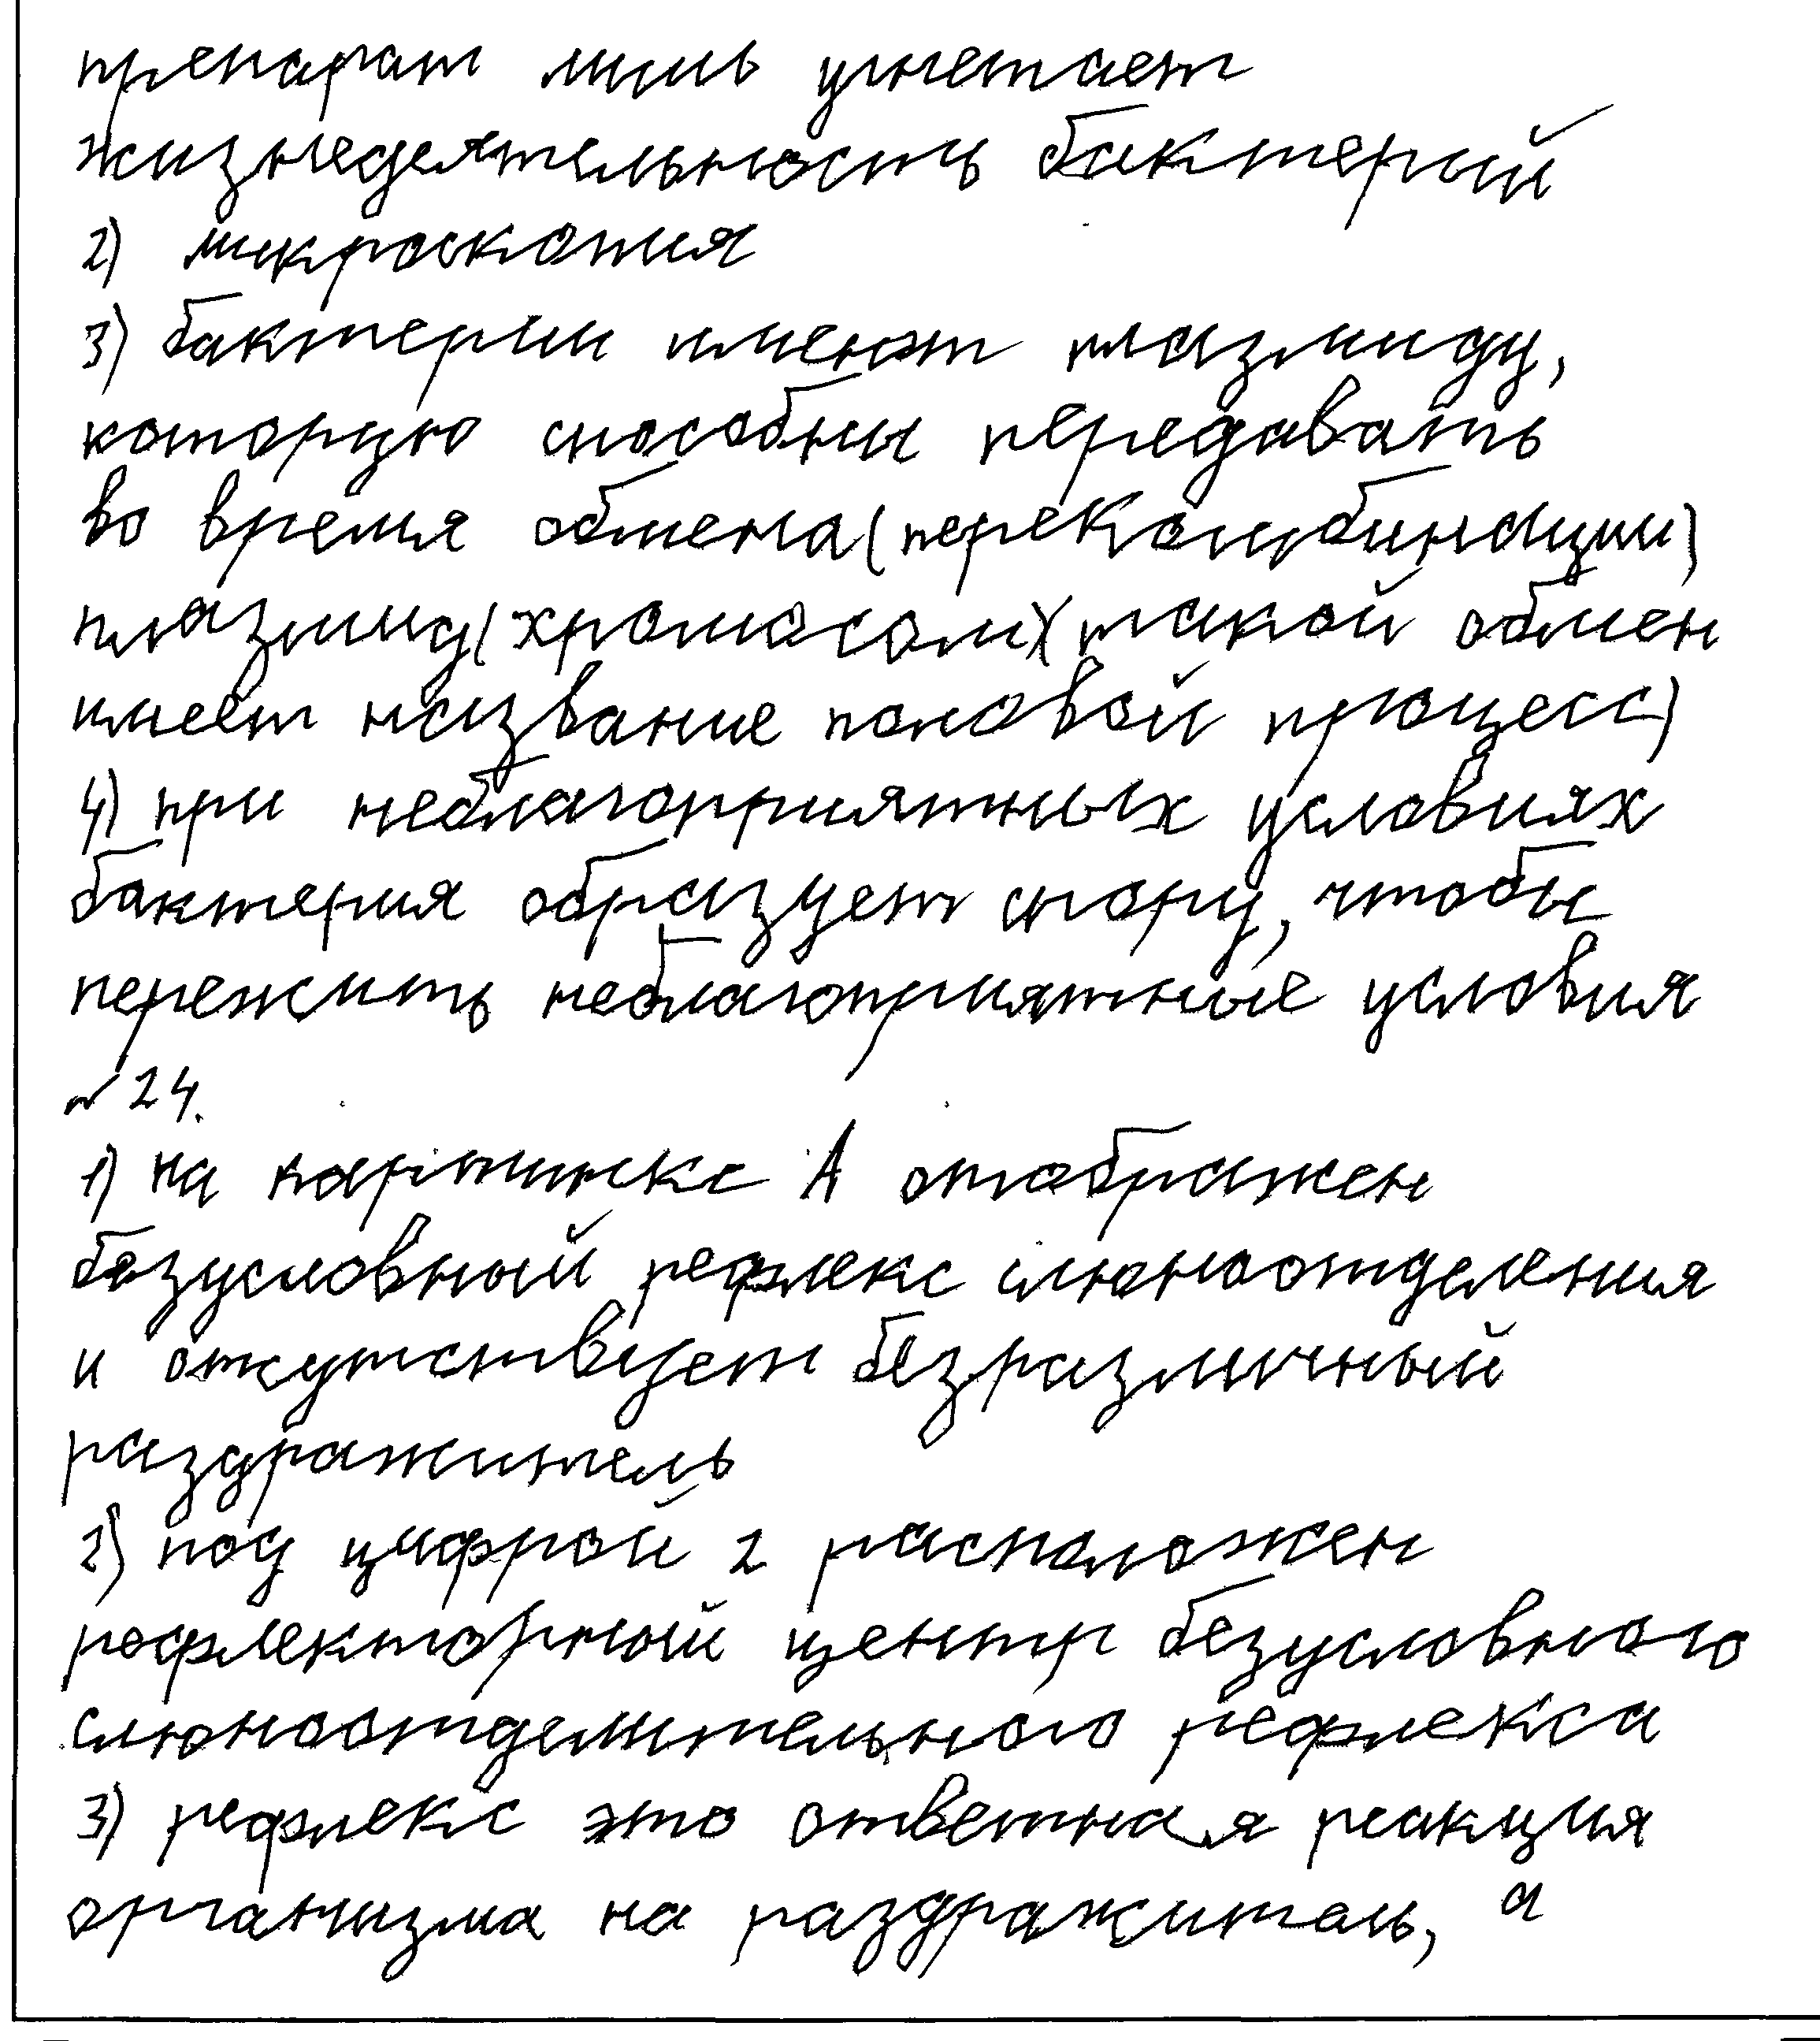 препарат лишь угнетает
жизнедеятельность бактерий
2) микроскопия
3) бактерии имеют плазмиду,
которую способны передавать
во время обмена (перекомбинации)
плазмид (хромосом) (такой обмен
имеет название половой процесс)
4) при неблагоприятных условиях
бактерия образует спору, чтобы
пережить неблагоприятные условия
№24.
1) на картинке А отображен
безусловный рефлекс слюноотделения
и отсутствует безразличный
раздражитель
2) под цифрой 2 расположен
рефлекторный центр безусловного
слюноотделительного рефлекса
3) рефлекс это ответная реакция
организма на раздражитель, а